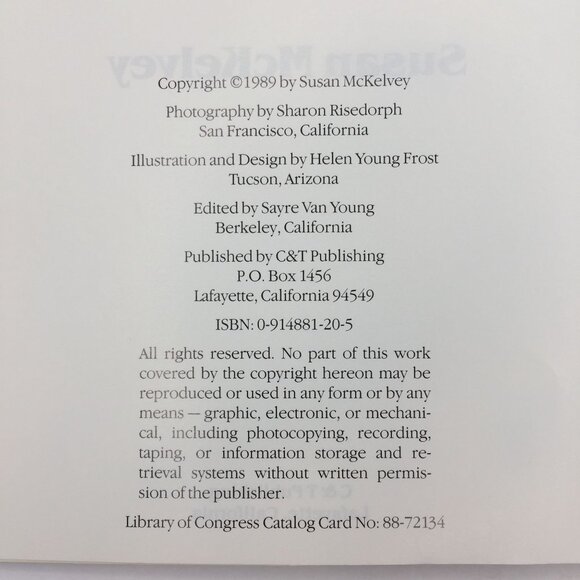 Copyright ©1989 by Susan McKelvey
Photography by Sharon Risedorph
San Francisco, California
Illustration and Design by Helen Young Frost
Tucson, Arizona
Edited by Sayre Van Young
Berkeley, California
Published by C&T Publishing
P.O. Box 1456
Lafayette, California 94549
ISBN: 0-914881-20-5
All rights reserved. No part of this work
covered by the copyright hereon may be
reproduced or used in any form or by any
means — graphic, electronic, or mechani-
cal, including photocopying, recording,
taping, or information storage and re-
trieval systems without written permis-
sion of the publisher.
Library of Congress Catalog Card No: 88-72134